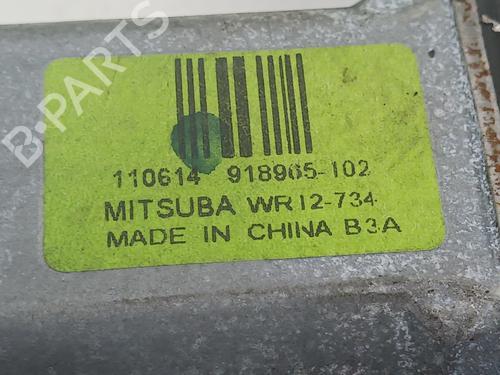 B-PARTS
110614 918965-102
MITSUBA WR12-734
MADE IN CHINA B3A